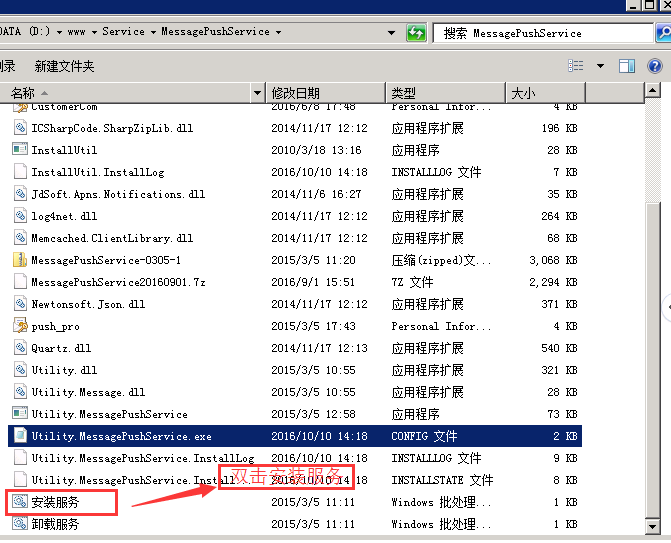 DATA (D:) ▾ www ▾ Service ▾ MessagePushService ▾
搜索 MessagePushService
新建文件夹
名称 修改日期 类型 大小
CustomerCom 2016/6/8 17:48 Personal Infor... 4 KB
ICSharpCode.SharpZipLib.dll 2014/11/17 12:12 应用程序扩展 196 KB
InstallUtil 2010/3/18 13:16 应用程序 28 KB
InstallUtil.InstallLog 2016/10/10 14:18 INSTALLLOG 文件 7 KB
JdSoft.Apns.Notifications.dll 2014/11/6 16:27 应用程序扩展 35 KB
log4net.dll 2014/11/17 12:12 应用程序扩展 264 KB
Memcached.ClientLibrary.dll 2014/11/17 12:12 应用程序扩展 68 KB
MessagePushService-0305-1 2015/3/5 11:20 压缩(zipped)文... 3,068 KB
MessagePushService20160901.7z 2016/9/1 15:51 7Z 文件 2,294 KB
Newtonsoft.Json.dll 2014/11/17 12:12 应用程序扩展 371 KB
push_pro 2015/3/5 17:43 Personal Infor... 4 KB
Quartz.dll 2014/11/17 12:13 应用程序扩展 540 KB
Utility.dll 2015/3/5 10:55 应用程序扩展 321 KB
Utility.Message.dll 2015/3/5 10:55 应用程序扩展 28 KB
Utility.MessagePushService 2015/3/5 12:58 应用程序 73 KB
Utility.MessagePushService.exe 2016/10/10 14:18 CONFIG 文件 2 KB
Utility.MessagePushService.InstallLog 2016/10/10 14:18 INSTALLLOG 文件 9 KB
Utility.MessagePushService.Install 2016/10/10 14:18 INSTALLSTATE 文件 8 KB
双击安装服务
安装服务 2015/3/5 11:11 Windows 批处理... 1 KB
卸载服务 2015/3/5 11:11 Windows 批处理... 1 KB